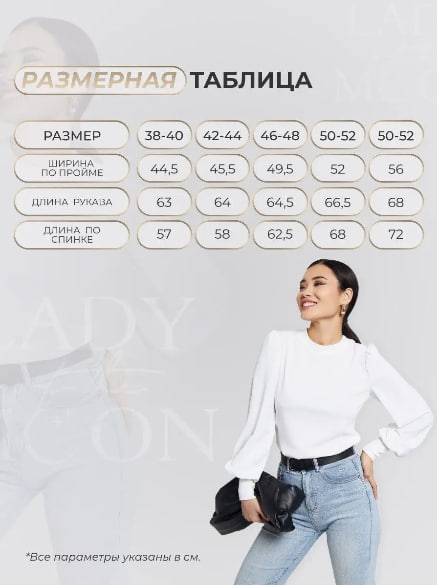 РАЗМЕРНАЯ ТАБЛИЦА
РАЗМЕР 38-40 42-44 46-48 50-52 50-52
ШИРИНА
ПО ПРОЙМЕ 44,5 45,5 49,5 52 56
ДЛИНА РУКАВА 63 64 64,5 66,5 68
ДЛИНА ПО
СПИНКЕ 57 58 62,5 68 72
LADY
ICON
*Все параметры указаны в см.